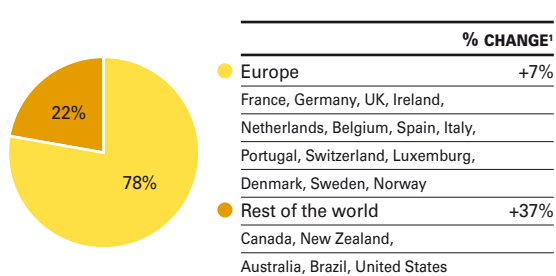 % CHANGE¹
Europe +7%
France, Germany, UK, Ireland,
Netherlands, Belgium, Spain, Italy,
Portugal, Switzerland, Luxemburg,
Denmark, Sweden, Norway
Rest of the world +37%
Canada, New Zealand,
Australia, Brazil, United States
22%
78%